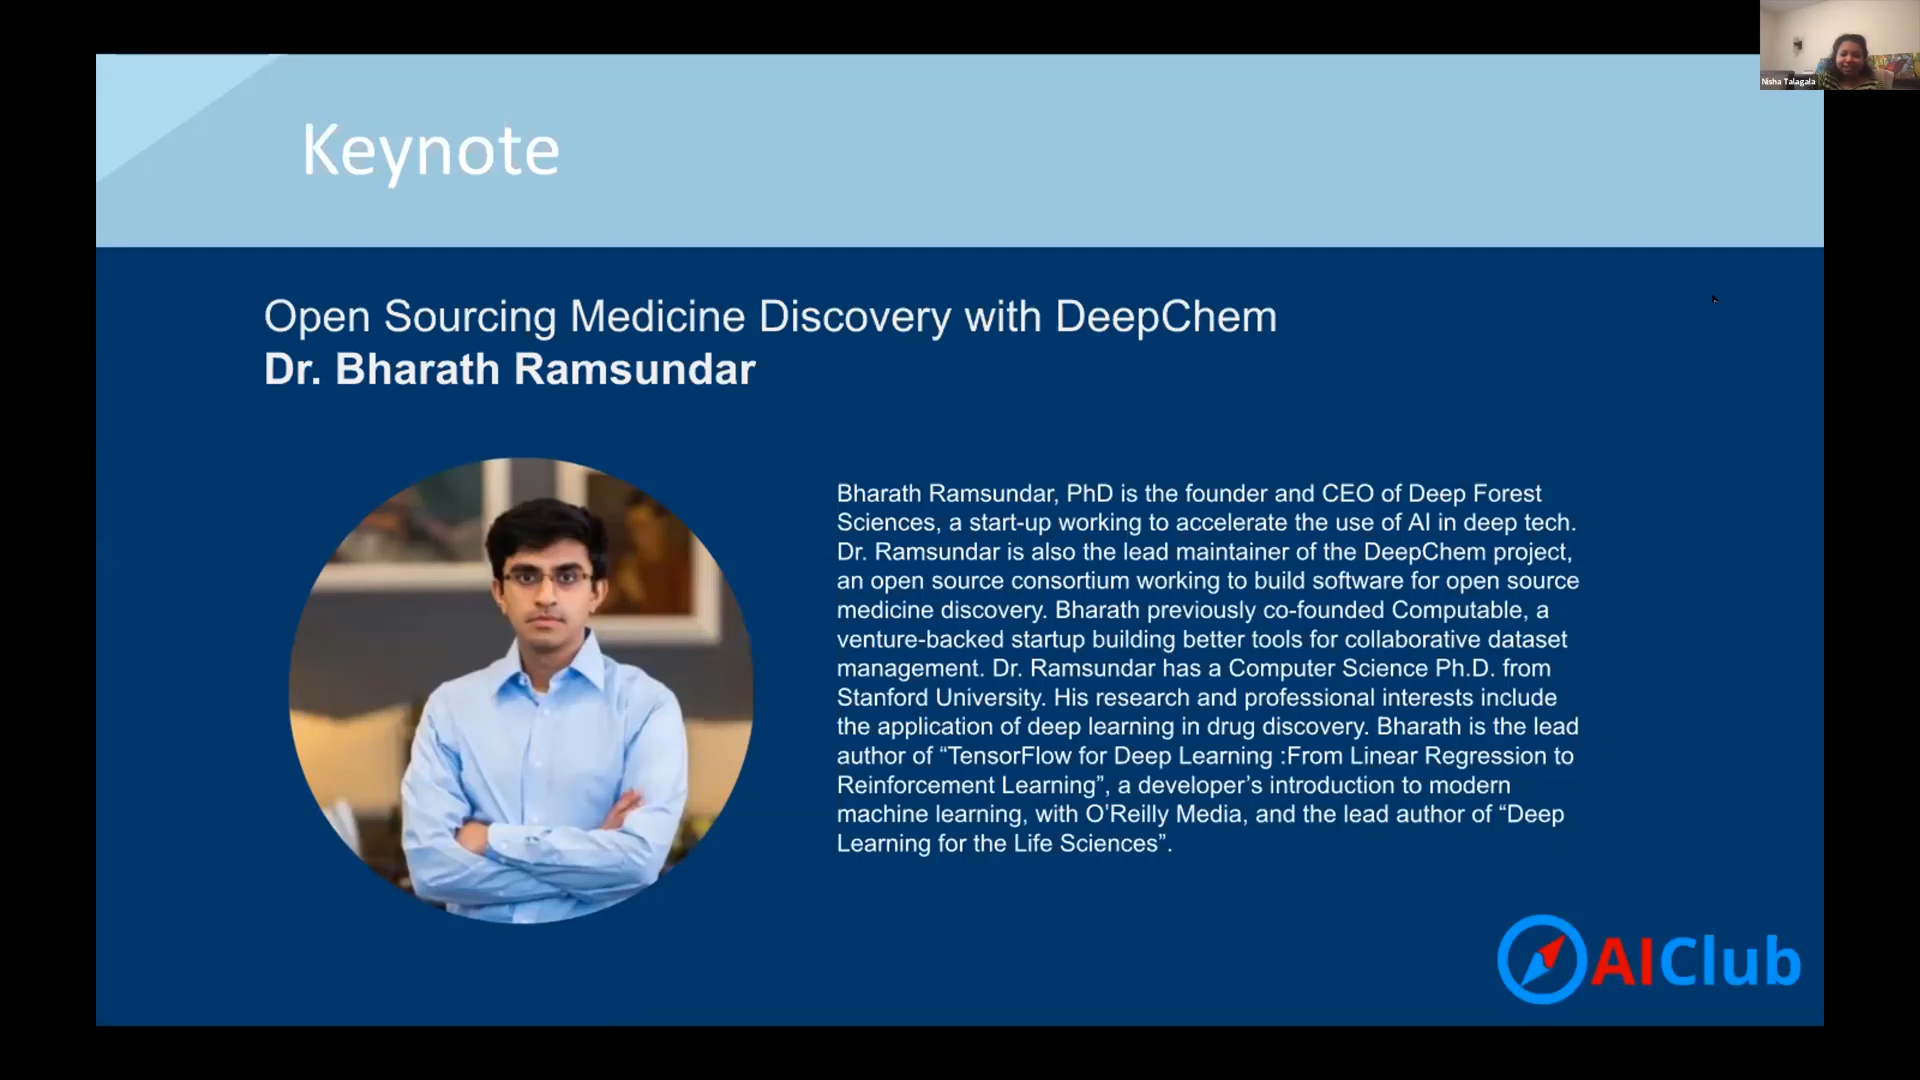 Nisha Talagala
Keynote
Open Sourcing Medicine Discovery with DeepChem
Dr. Bharath Ramsundar
Bharath Ramsundar, PhD is the founder and CEO of Deep Forest
Sciences, a start-up working to accelerate the use of AI in deep tech.
Dr. Ramsundar is also the lead maintainer of the DeepChem project,
an open source consortium working to build software for open source
medicine discovery. Bharath previously co-founded Computable, a
venture-backed startup building better tools for collaborative dataset
management. Dr. Ramsundar has a Computer Science Ph.D. from
Stanford University. His research and professional interests include
the application of deep learning in drug discovery. Bharath is the lead
author of “TensorFlow for Deep Learning :From Linear Regression to
Reinforcement Learning”, a developer’s introduction to modern
machine learning, with O’Reilly Media, and the lead author of “Deep
Learning for the Life Sciences”.
AIClub